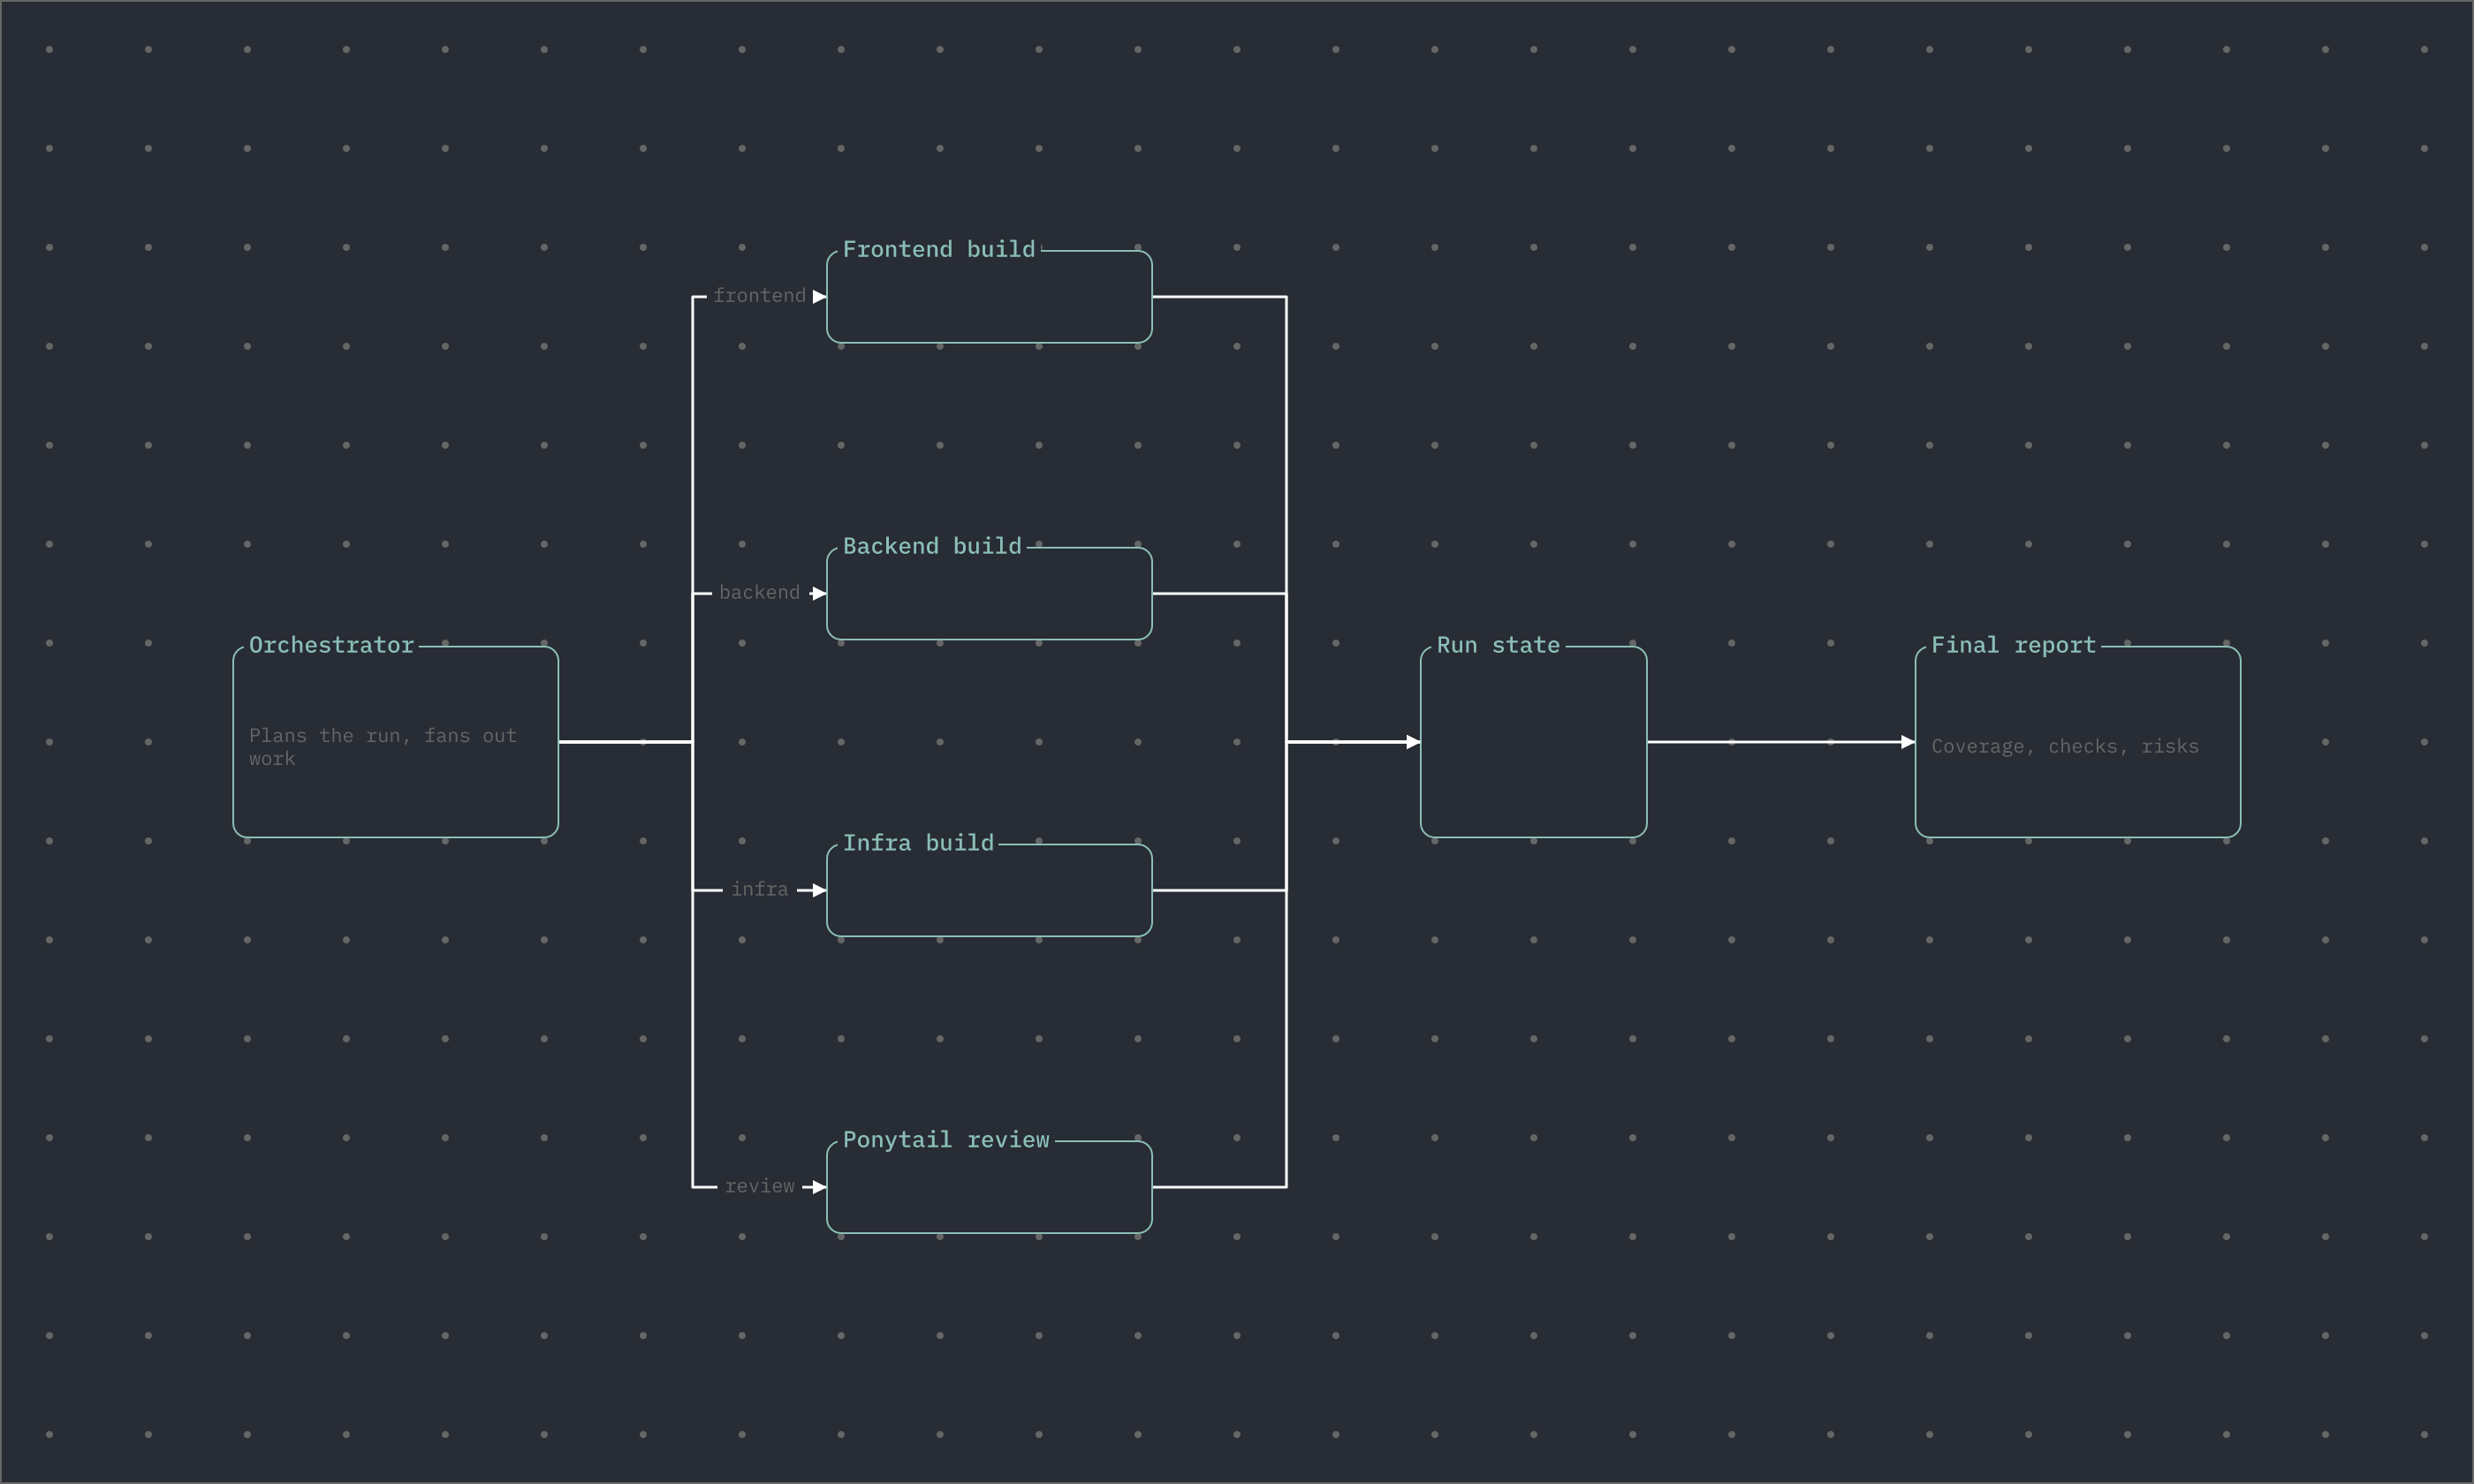 Orchestrator
Plans the run, fans out
work
frontend
Frontend build
backend
Backend build
infra
Infra build
review
Ponytail review
Run state
Final report
Coverage, checks, risks